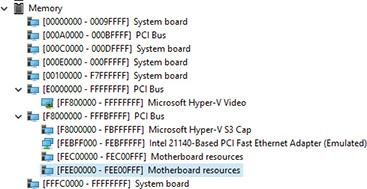 Memory
[00000000 - 0009FFFF] System board
[000A0000 - 000BFFFF] PCI Bus
[000C0000 - 000DFFFF] System board
[000E0000 - 000FFFFF] System board
[00100000 - F7FFFFFF] System board
[E0000000 - FFFFFFFF] PCI Bus
[FF800000 - FFFFFFFF] Microsoft Hyper-V Video
[F8000000 - FFFBFFFF] PCI Bus
[F8000000 - FBFFFFFF] Microsoft Hyper-V S3 Cap
[FEBFF000 - FEBFFFFF] Intel 21140-Based PCI Fast Ethernet Adapter (Emulated)
[FEC00000 - FEC00FFF] Motherboard resources
[FEE00000 - FEE00FFF] Motherboard resources
[FFFC0000 - FFFFFFFF] System board